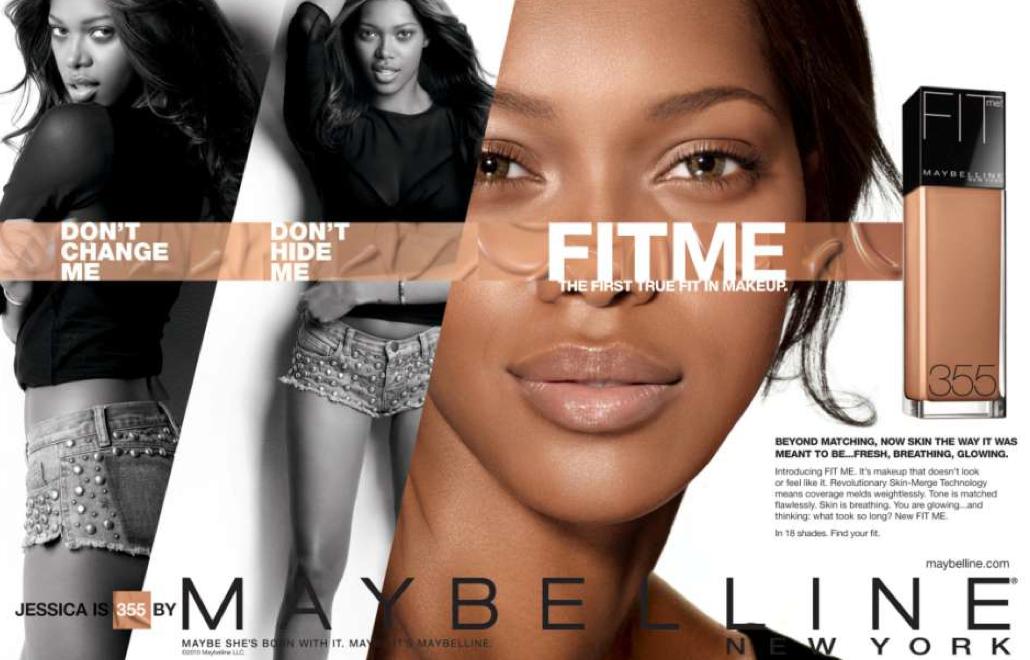 DON'T
CHANGE
ME
DON'T
HIDE
ME
FITME
THE FIRST TRUE FIT IN MAKEUP.
FIT me!
MAYBELLINE
NEW YORK
355
BEYOND MATCHING, NOW SKIN THE WAY IT WAS
MEANT TO BE...FRESH, BREATHING, GLOWING.
Introducing FIT ME. It's makeup that doesn't look
or feel like it. Revolutionary Skin-Merge Technology
means coverage melds weightlessly. Tone is matched
flawlessly. Skin is breathing. You are glowing...and
thinking: what took so long? New FIT ME.
In 18 shades. Find your fit.
maybelline.com
JESSICA IS 355 BY MAYBELLINE®
NEW YORK
MAYBE SHE'S BORN WITH IT. MAYBE IT'S MAYBELLINE.
©2010 Maybelline LLC